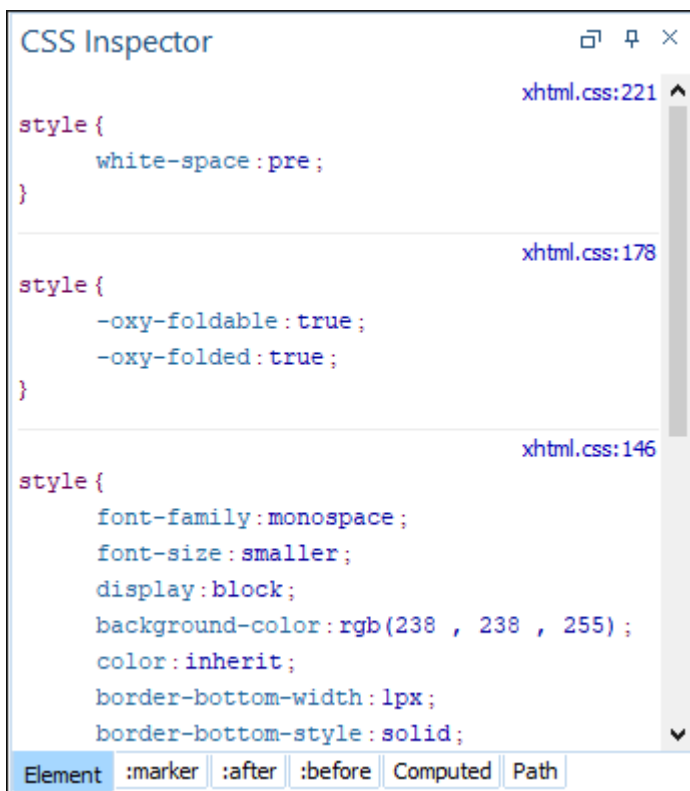 CSS Inspector
xhtml.css:221
style {
white-space : pre ;
}
xhtml.css:178
style {
-oxy-foldable : true ;
-oxy-folded : true ;
}
xhtml.css:146
style {
font-family : monospace ;
font-size : smaller ;
display : block ;
background-color : rgb(238 , 238 , 255) ;
color : inherit ;
border-bottom-width : 1px ;
border-bottom-style : solid ;
Element :marker :after :before Computed Path